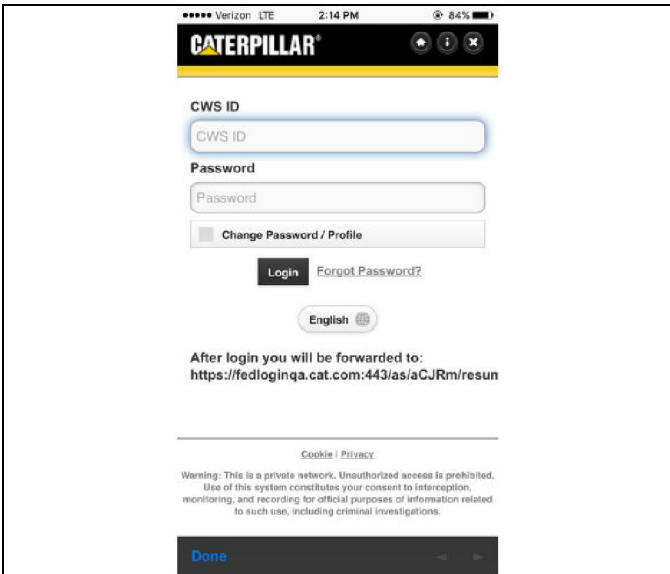 Verizon LTE 2:14 PM 84%
CATERPILLAR®
CWS ID
CWS ID
Password
Password
Change Password / Profile
Login Forgot Password?
English
After login you will be forwarded to:
https://fedloginqa.cat.com:443/as/aCJRm/resum
Cookie | Privacy
Warning: This is a private network. Unauthorized access is prohibited.
Use of this system constitutes your consent to interception,
monitoring, and recording for official purposes of information related
to such use, including criminal investigations.
Done